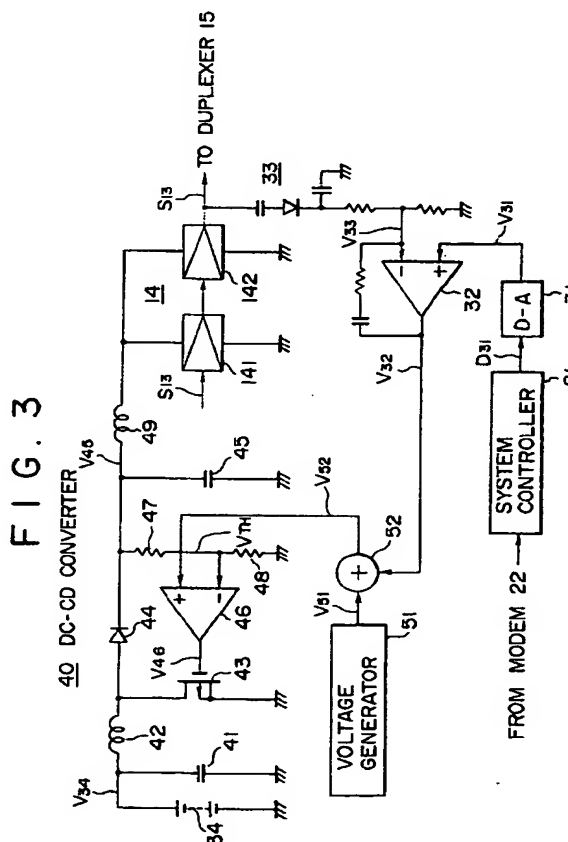 FIG. 3
40 DC-CD CONVERTER
V34
42
44
V45
49
14
S13
TO DUPLEXER 15
34
41
43
V46
46
+
-
47
VTH
48
45
S13
141
142
33
V33
-
+
32
V31
V32
V52
52
+
V51
VOLTAGE GENERATOR
51
D-A
D31
SYSTEM CONTROLLER
FROM MODEM 22